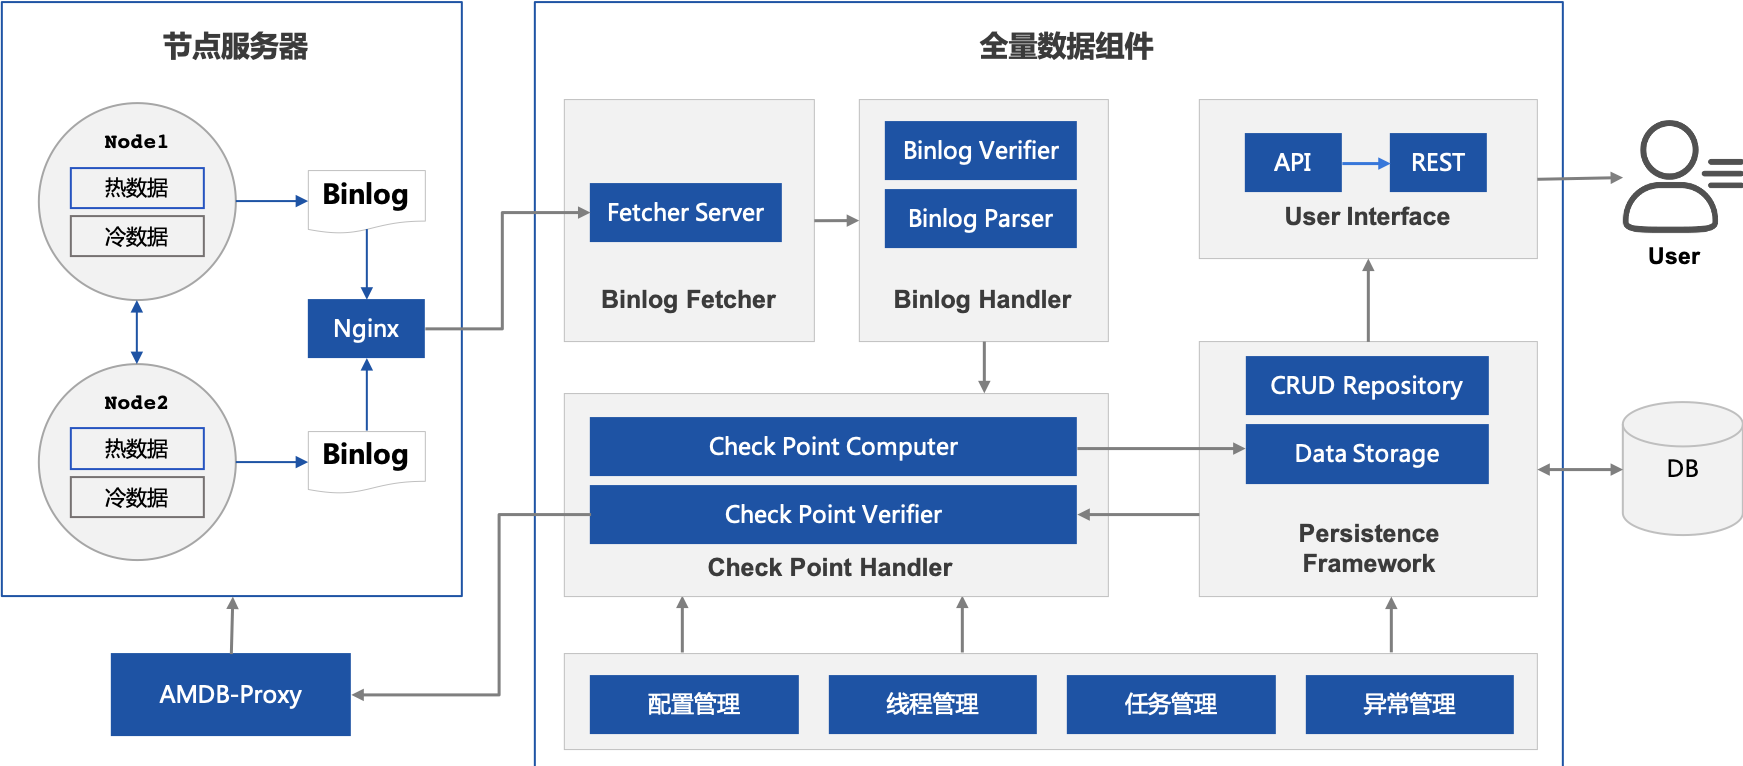 节点服务器
Node1
热数据
冷数据
Binlog
Nginx
Node2
热数据
冷数据
Binlog
AMDB-Proxy
全量数据组件
Fetcher Server
Binlog Fetcher
Binlog Verifier
Binlog Parser
Binlog Handler
API
REST
User Interface
User
Check Point Computer
Check Point Verifier
Check Point Handler
CRUD Repository
Data Storage
Persistence
Framework
DB
配置管理
线程管理
任务管理
异常管理